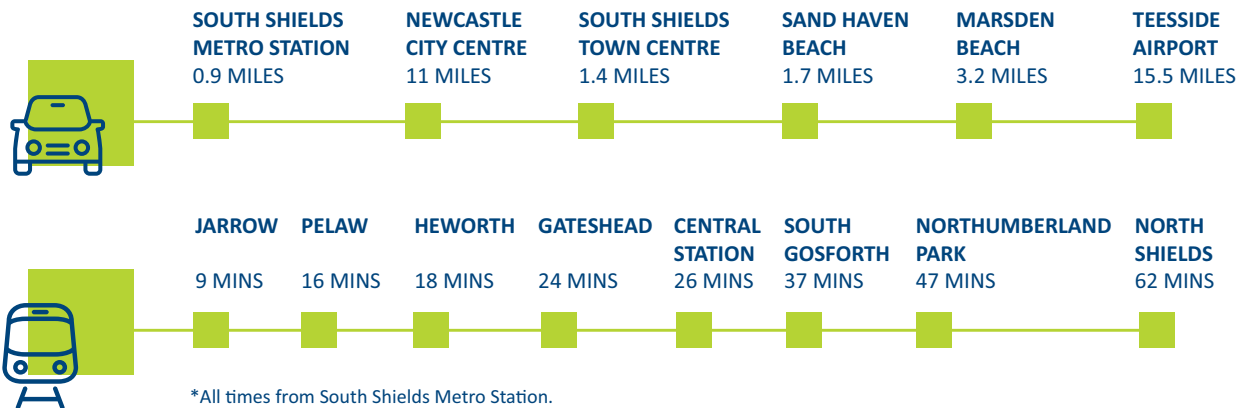 SOUTH SHIELDS
METRO STATION
0.9 MILES
NEWCASTLE
CITY CENTRE
11 MILES
SOUTH SHIELDS
TOWN CENTRE
1.4 MILES
SAND HAVEN
BEACH
1.7 MILES
MARSDEN
BEACH
3.2 MILES
TEESSIDE
AIRPORT
15.5 MILES
JARROW
9 MINS
PELAW
16 MINS
HEWORTH
18 MINS
GATESHEAD
24 MINS
CENTRAL
STATION
26 MINS
SOUTH
GOSFORTH
37 MINS
NORTHUMBERLAND
PARK
47 MINS
NORTH
SHIELDS
62 MINS
*All times from South Shields Metro Station.